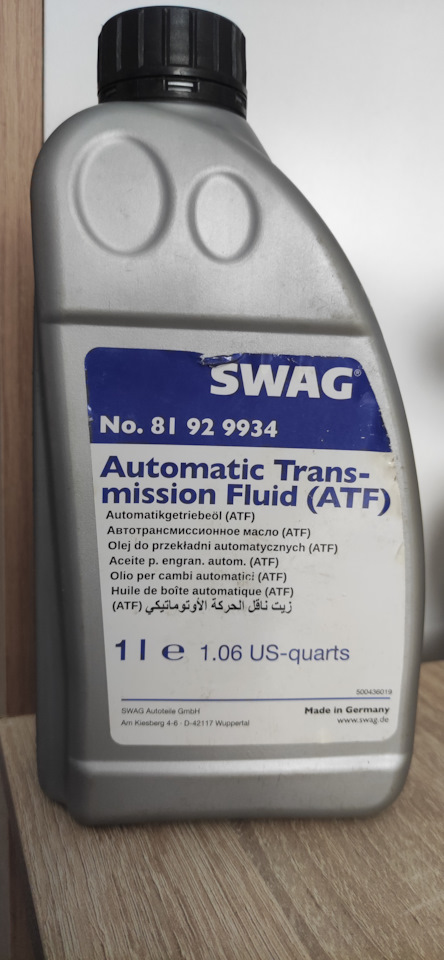 SWAG®
No. 81 92 9934
Automatic Trans-
mission Fluid (ATF)
Automatikgetriebeöl (ATF)
Автотрансмиссионное масло (ATF)
Olej do przekładni automatycznych (ATF)
Aceite p. engran. autom. (ATF)
Olio per cambi automatici (ATF)
Huile de boîte automatique (ATF)
زيت ناقل الحركة الأوتوماتيكي (ATF)
1 l e 1.06 US-quarts
500436019
SWAG Autoteile GmbH
Am Kiesberg 4-6 · D-42117 Wuppertal
Made in Germany
www.swag.de